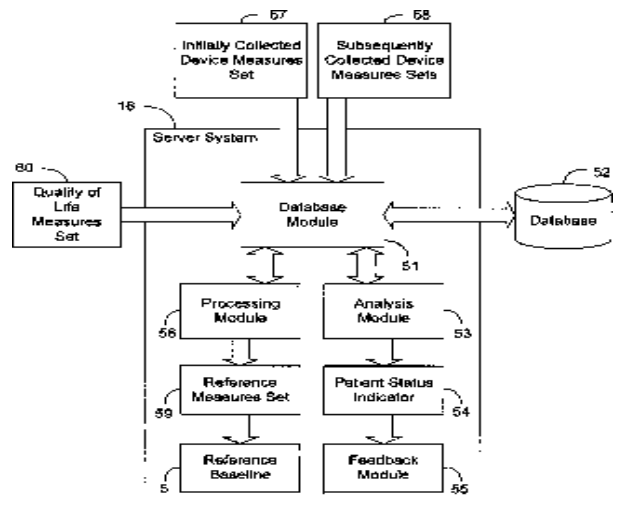 57
58
Initially Collected
Device Measures
Set
Subsequently
Collected Device
Measures Sets
16
Server System
60
Quality of
Life
Measures
Set
Database
Module
52
Database
51
Processing
Module
56
Analysis
Module
53
Reference
Measures Set
59
Patient Status
Indicator
54
Reference
Baseline
5
Feedback
Module
55